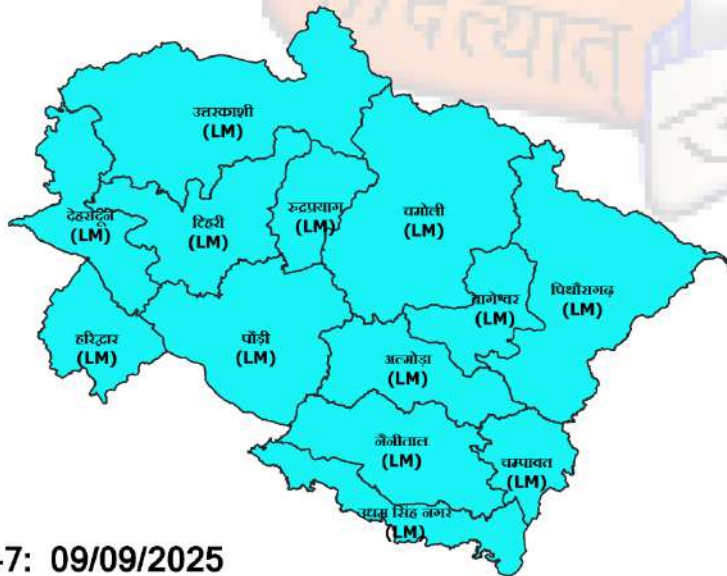 उत्तरकाशी
(LM)
देहरादून
(LM)
टिहरी
(LM)
रुद्रप्रयाग
(LM)
चमोली
(LM)
बागेश्वर
(LM)
पिथौरागढ़
(LM)
हरिद्वार
(LM)
पौड़ी
(LM)
अल्मोड़ा
(LM)
नैनीताल
(LM)
चम्पावत
(LM)
उधम सिंह नगर
(LM)
-7: 09/09/2025